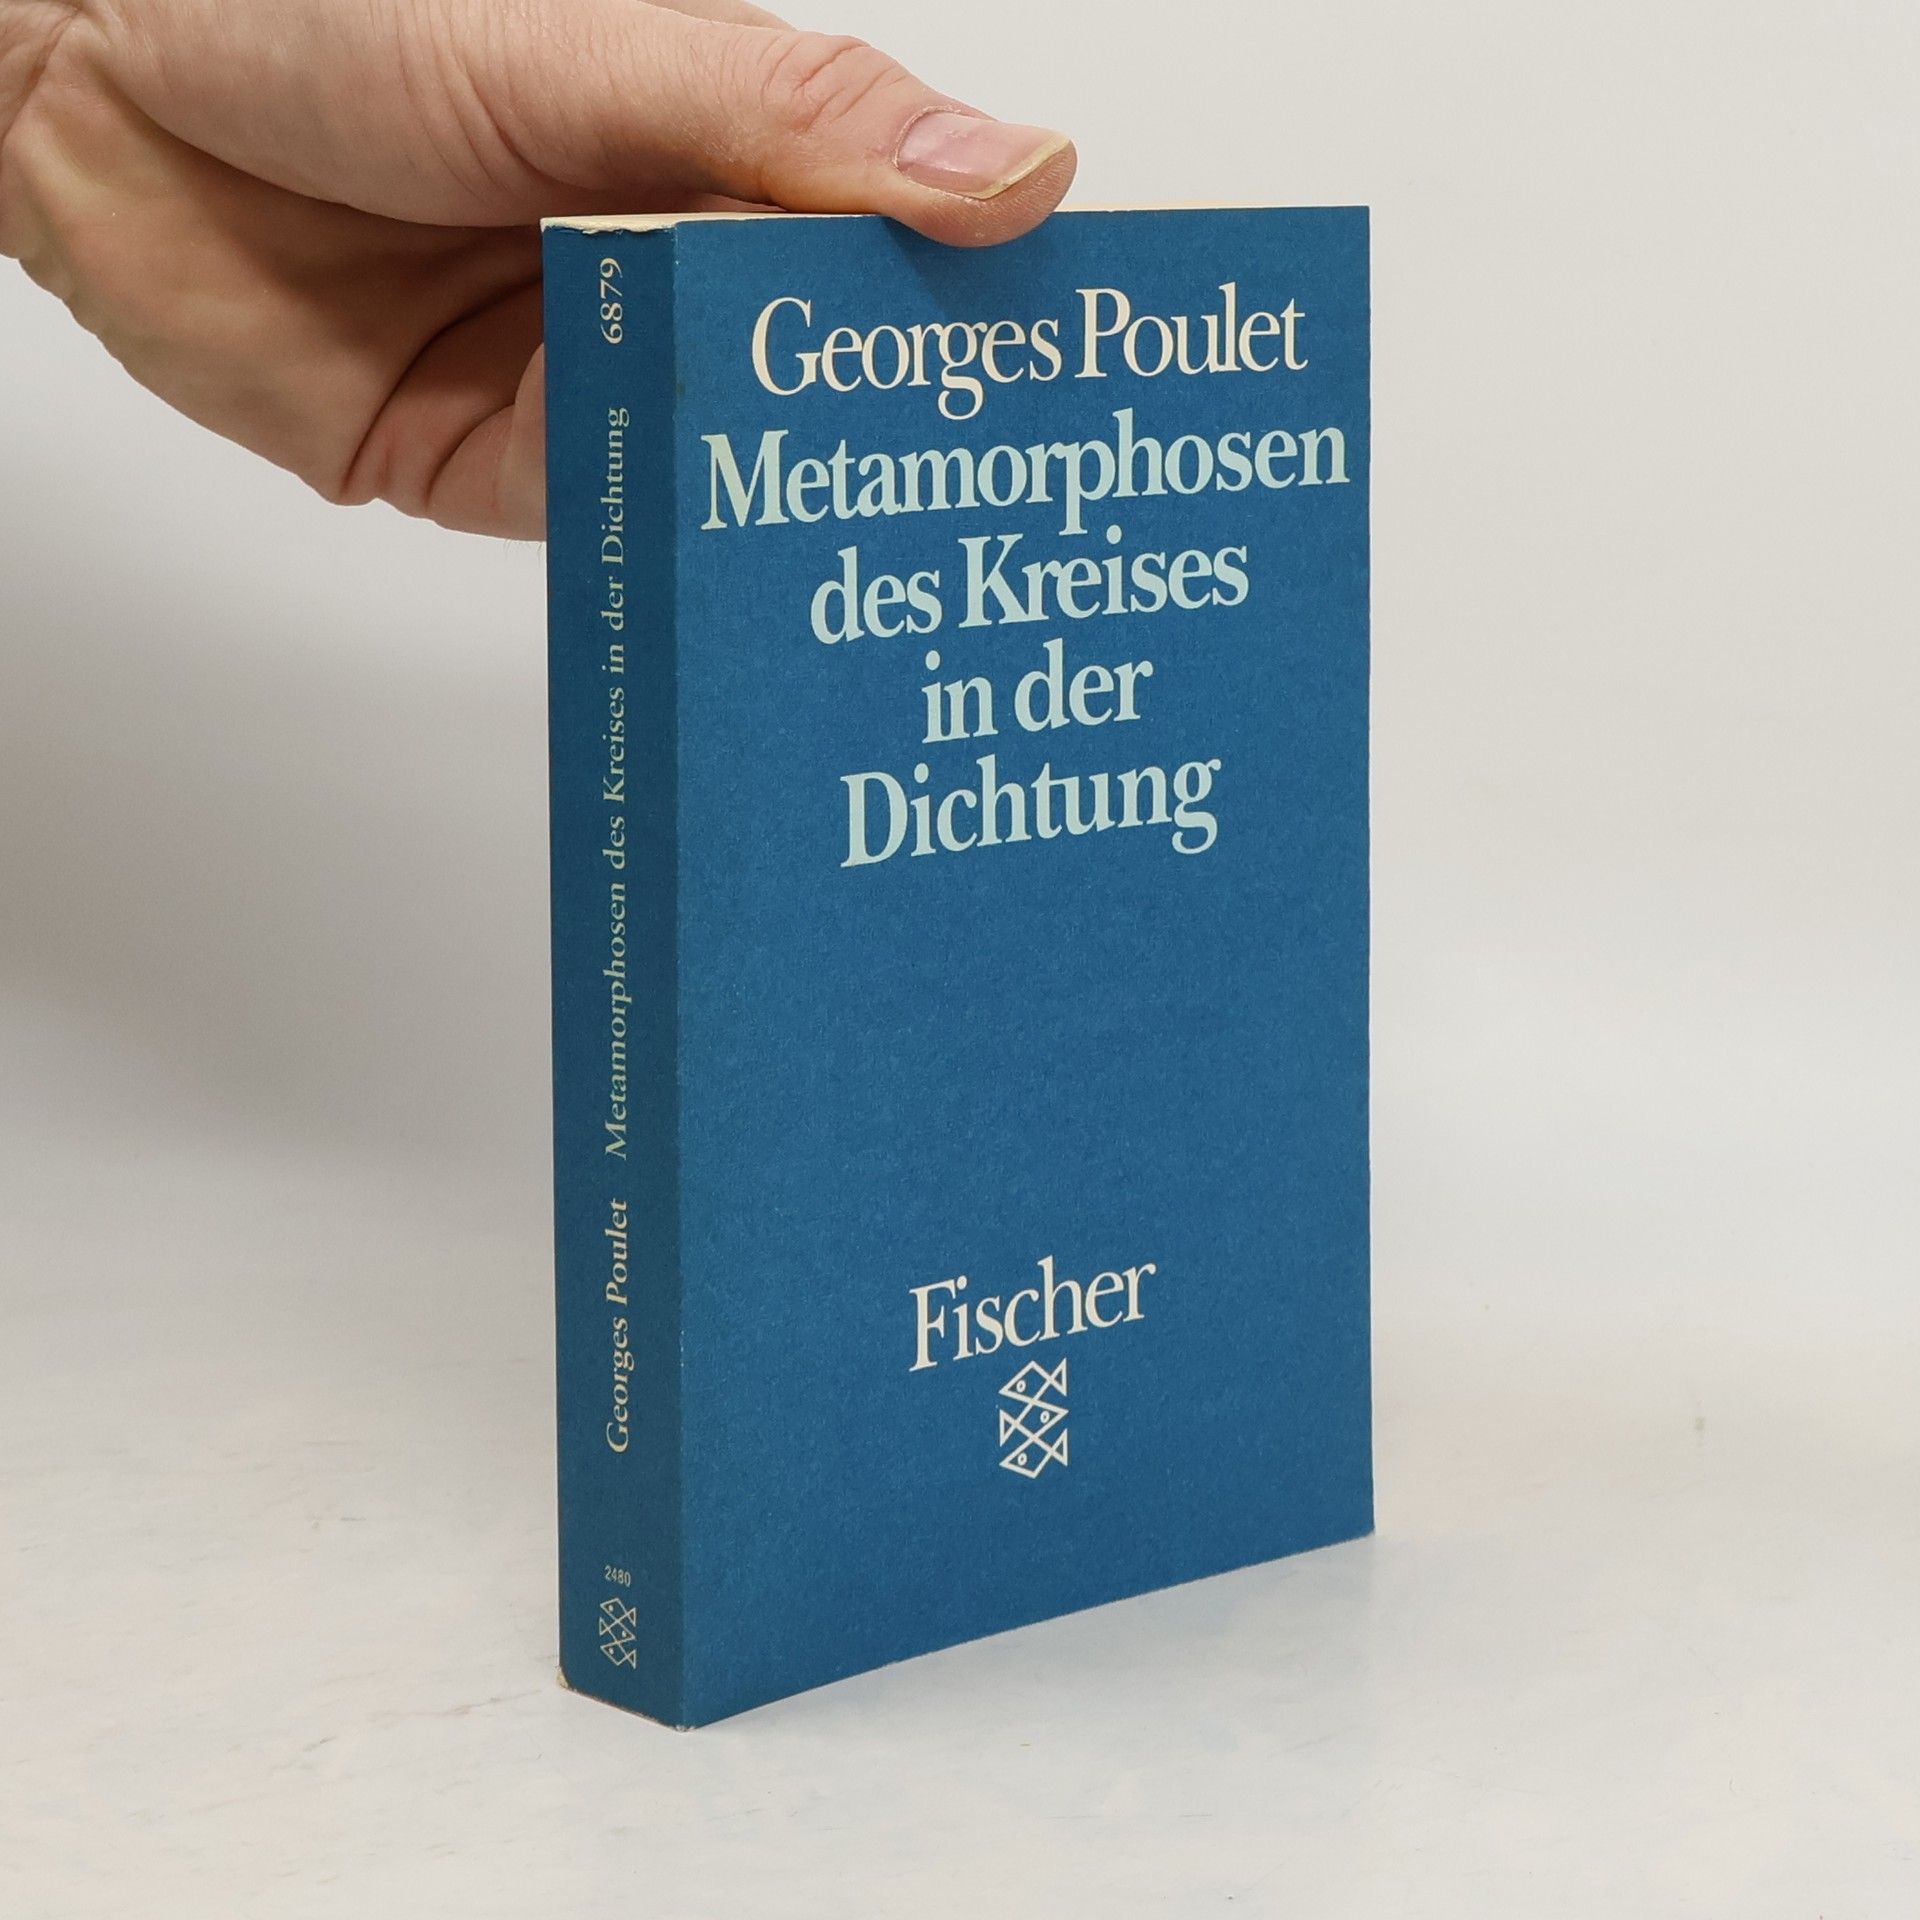 Georges Poulet
Metamorphosen
des Kreises
in der
Dichtung
Fischer
Georges Poulet Metamorphosen des Kreises in der Dichtung 6879
2480